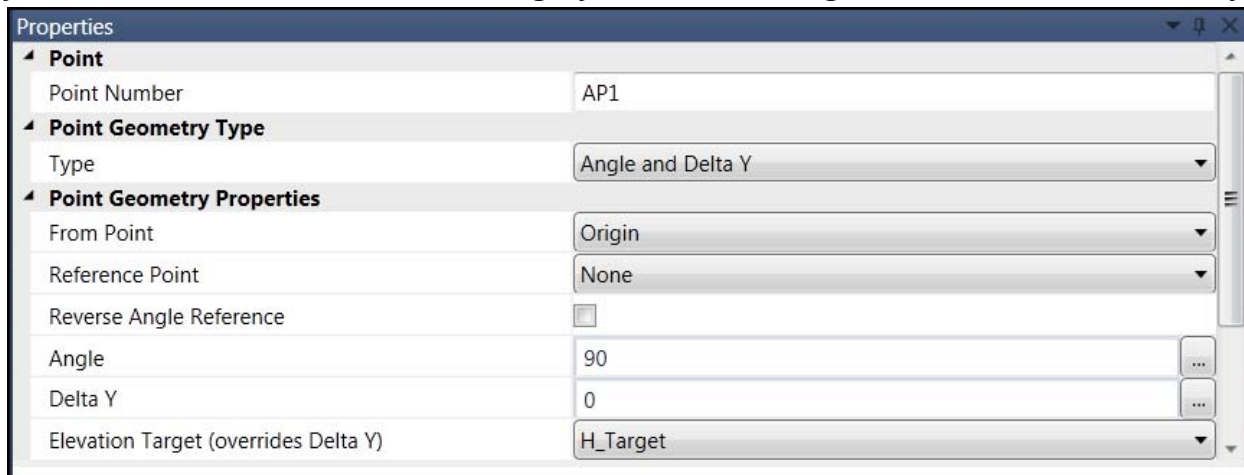 Properties
Point
Point Number AP1
Point Geometry Type
Type Angle and Delta Y
Point Geometry Properties
From Point Origin
Reference Point None
Reverse Angle Reference
Angle 90 ...
Delta Y 0 ...
Elevation Target (overrides Delta Y) H_Target